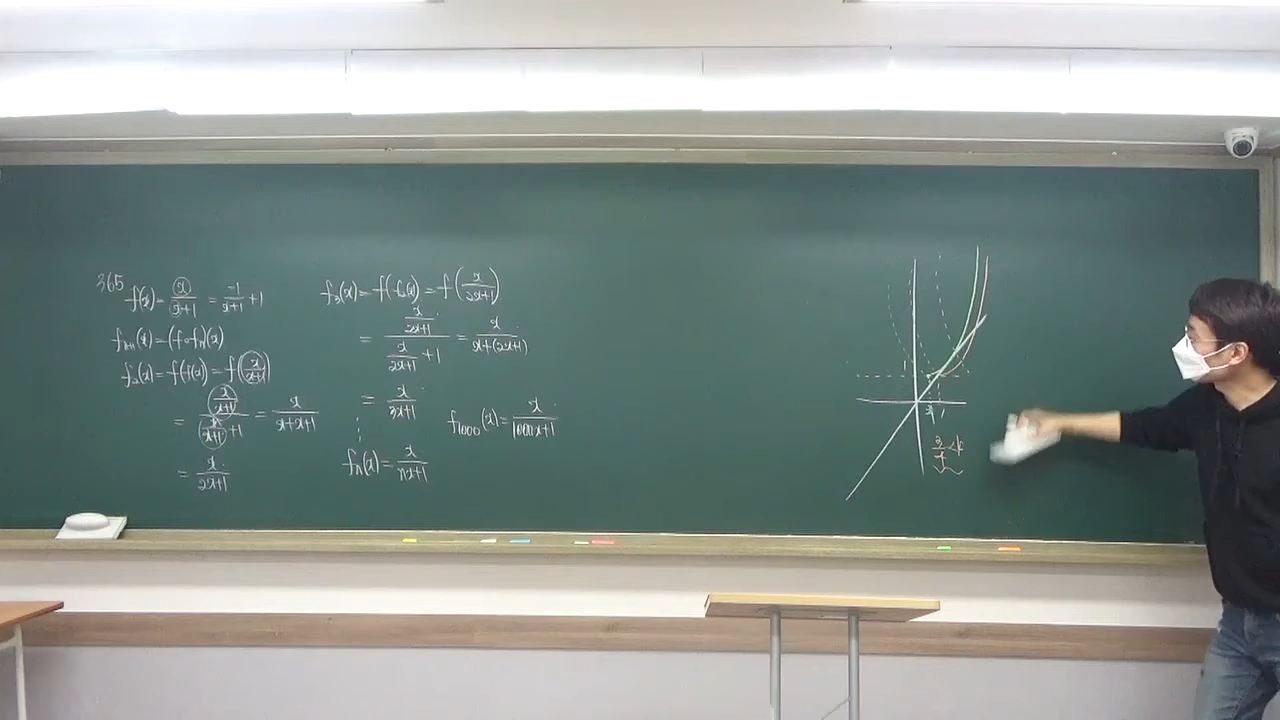 365
f(x) = x/(x+1) = -1/(x+1) + 1
fn+1(x) = (f∘fn)(x)
f2(x) = f(f(x)) = f(x/(x+1))
= (x/(x+1))/(x/(x+1) + 1) = x/(x+x+1)
= x/(2x+1)
f3(x) = f(f2(x)) = f(x/(2x+1))
= (x/(2x+1))/(x/(2x+1) + 1) = x/(x+(2x+1))
= x/(3x+1)
⋮
fn(x) = x/(nx+1)
f1000(x) = x/(1000x+1)
1